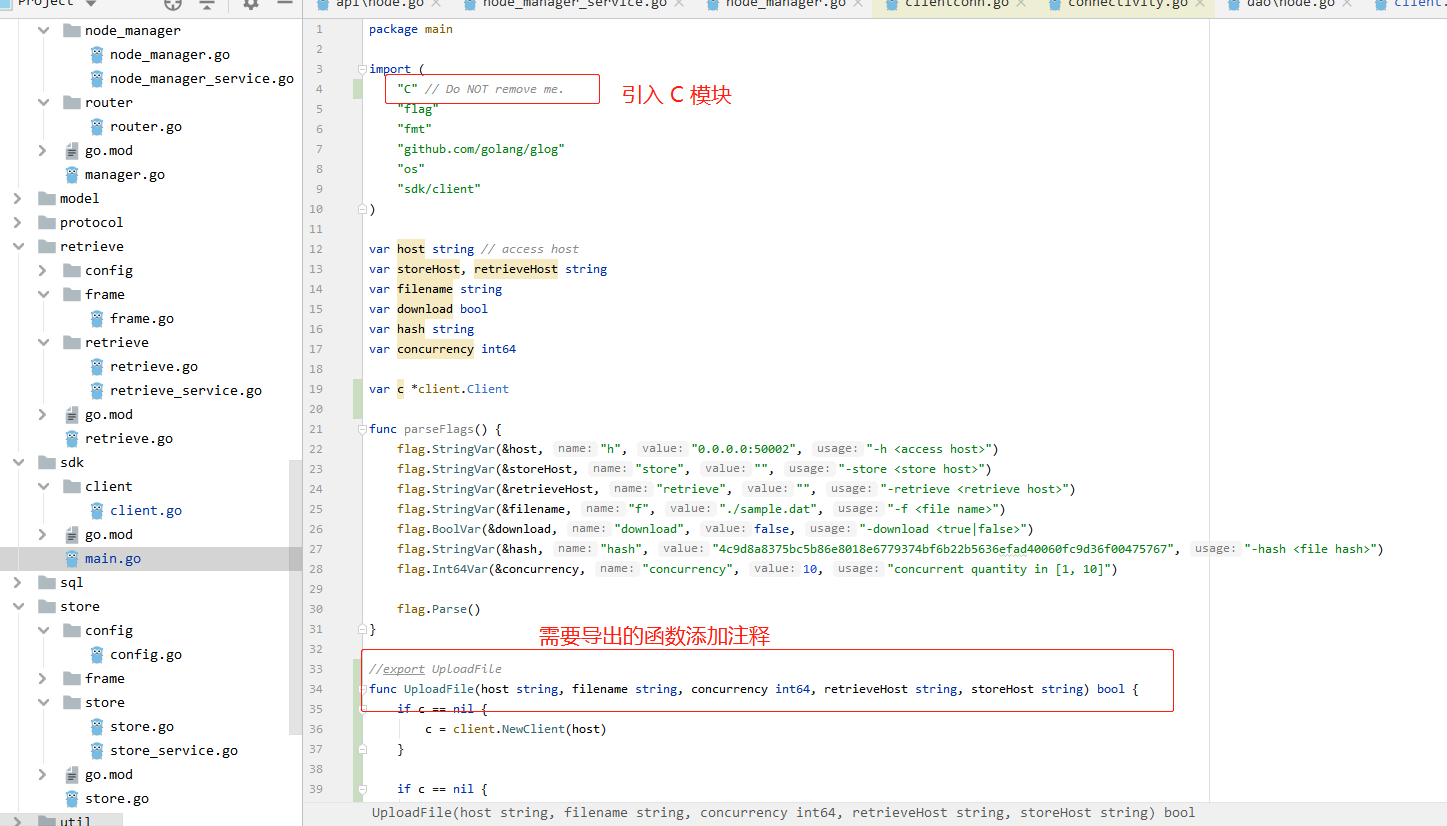 Project
api\node.go
node_manager_service.go
node_manager.go
clientconn.go
connectivity.go
dao\node.go
client.
node_manager
node_manager.go
node_manager_service.go
router
router.go
go.mod
manager.go
model
protocol
retrieve
config
frame
frame.go
retrieve
retrieve.go
retrieve_service.go
go.mod
retrieve.go
sdk
client
client.go
go.mod
main.go
sql
store
config
config.go
frame
store
store.go
store_service.go
go.mod
store.go
util
1 package main
2
3 import (
4 "C" // Do NOT remove me.
引入 C 模块
5 "flag"
6 "fmt"
7 "github.com/golang/glog"
8 "os"
9 "sdk/client"
10 )
11
12 var host string // access host
13 var storeHost, retrieveHost string
14 var filename string
15 var download bool
16 var hash string
17 var concurrency int64
18
19 var c *client.Client
20
21 func parseFlags() {
22 flag.StringVar(&host, name: "h", value: "0.0.0.0:50002", usage: "-h <access host>")
23 flag.StringVar(&storeHost, name: "store", value: "", usage: "-store <store host>")
24 flag.StringVar(&retrieveHost, name: "retrieve", value: "", usage: "-retrieve <retrieve host>")
25 flag.StringVar(&filename, name: "f", value: "./sample.dat", usage: "-f <file name>")
26 flag.BoolVar(&download, name: "download", value: false, usage: "-download <true|false>")
27 flag.StringVar(&hash, name: "hash", value: "4c9d8a8375bc5b86e8018e6779374bf6b22b5636efad40060fc9d36f00475767", usage: "-hash <file hash>")
28 flag.Int64Var(&concurrency, name: "concurrency", value: 10, usage: "concurrent quantity in [1, 10]")
29
30 flag.Parse()
31 }
需要导出的函数添加注释
32
33 //export UploadFile
34 func UploadFile(host string, filename string, concurrency int64, retrieveHost string, storeHost string) bool {
35 if c == nil {
36 c = client.NewClient(host)
37 }
38
39 if c == nil {
UploadFile(host string, filename string, concurrency int64, retrieveHost string, storeHost string) bool